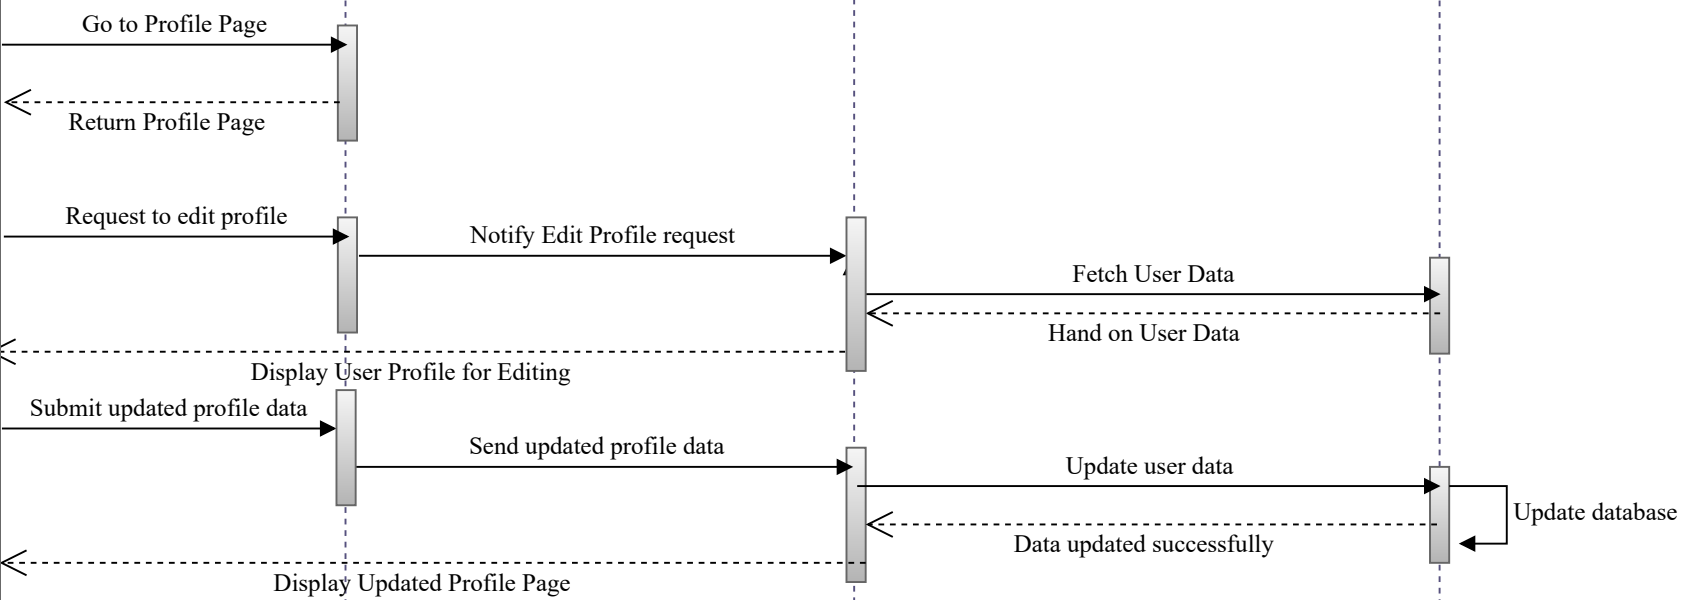 Go to Profile Page
Return Profile Page
Request to edit profile
Notify Edit Profile request
Fetch User Data
Hand on User Data
Display User Profile for Editing
Submit updated profile data
Send updated profile data
Update user data
Update database
Data updated successfully
Display Updated Profile Page